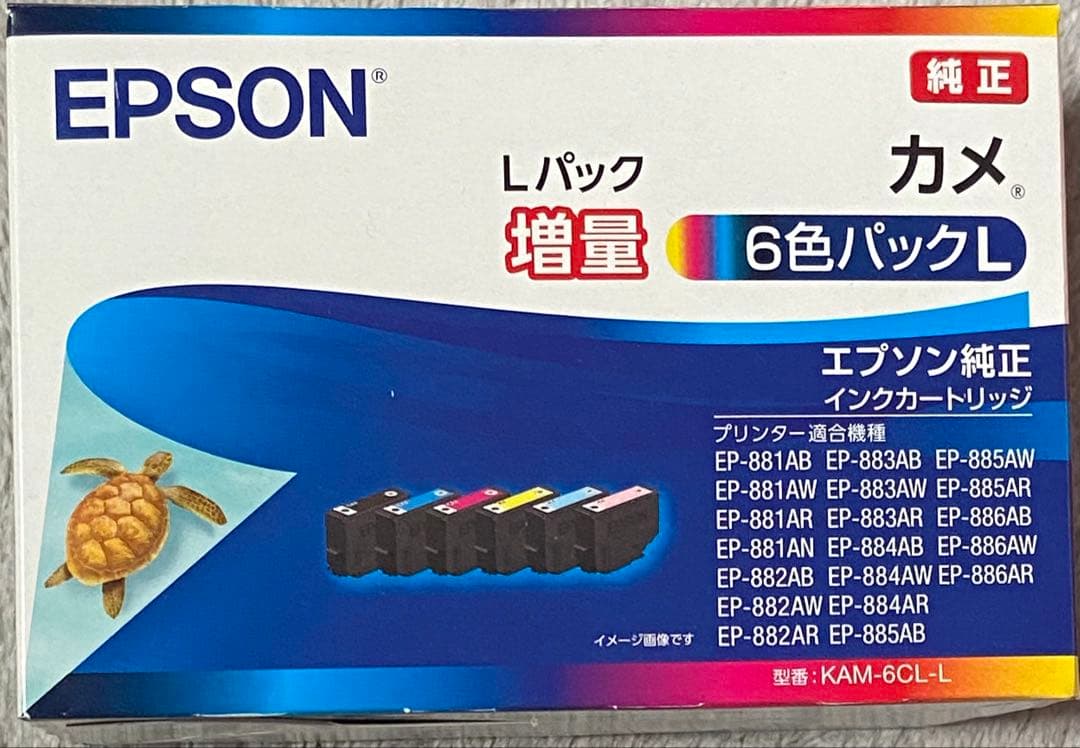 EPSON®
純正
カメ®
Lパック
増量
6色パックL
エプソン純正
インクカートリッジ
プリンター適合機種
EP-881AB EP-883AB EP-885AW
EP-881AW EP-883AW EP-885AR
EP-881AR EP-883AR EP-886AB
EP-881AN EP-884AB EP-886AW
EP-882AB EP-884AW EP-886AR
EP-882AW EP-884AR
EP-882AR EP-885AB
イメージ画像です
型番:KAM-6CL-L